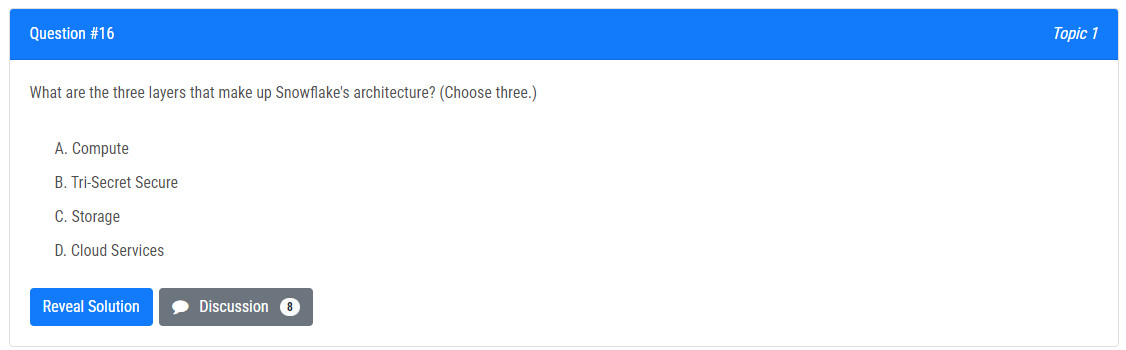 Question #16
Topic 1
What are the three layers that make up Snowflake's architecture? (Choose three.)
A. Compute
B. Tri-Secret Secure
C. Storage
D. Cloud Services
Reveal Solution
Discussion 8